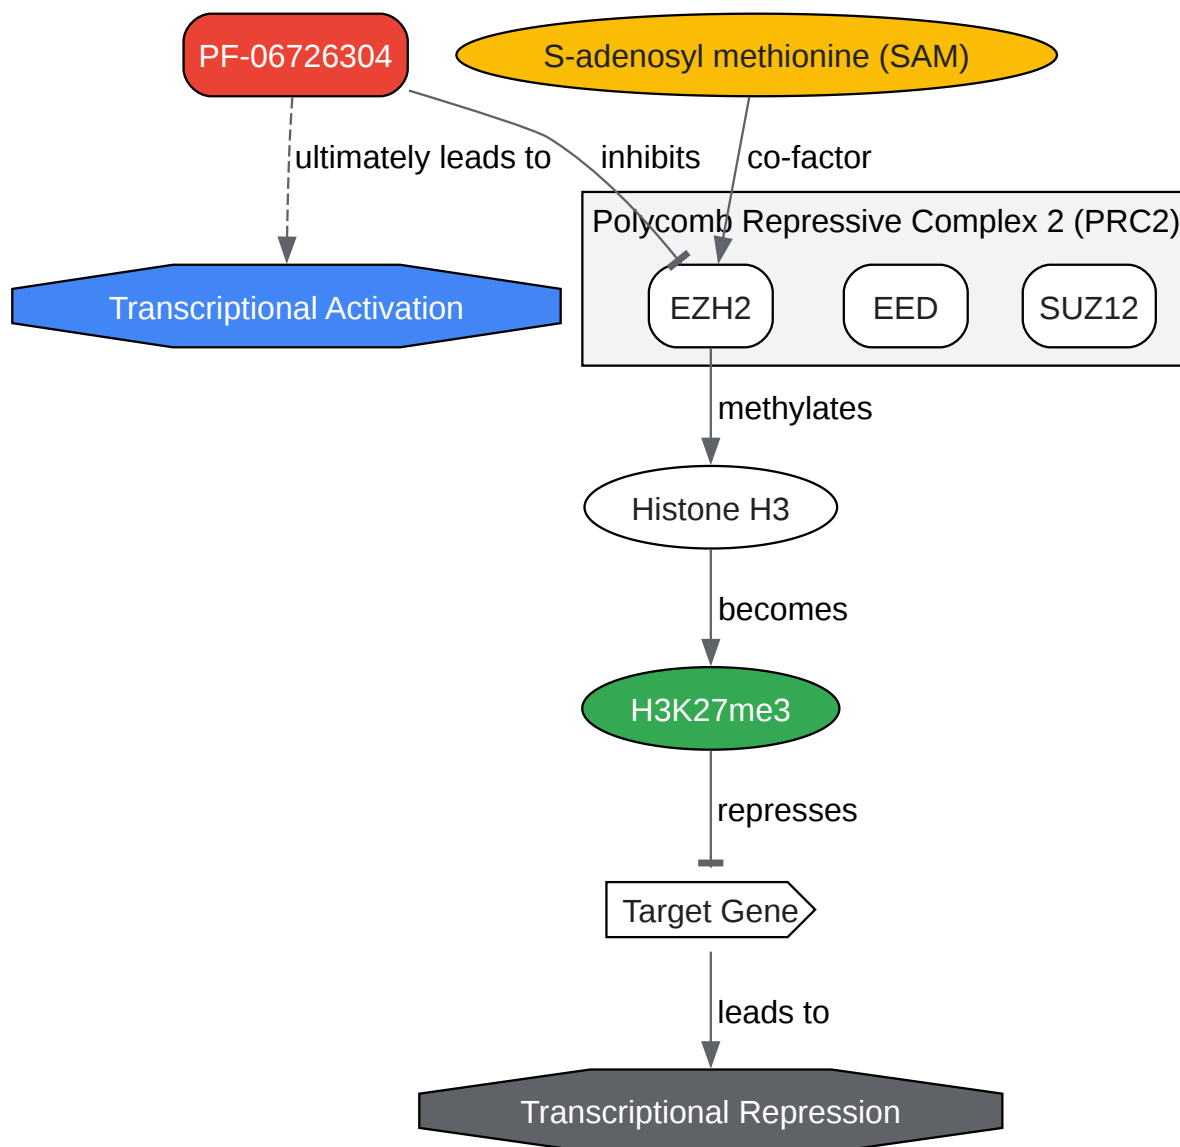 PF-06726304
S-adenosyl methionine (SAM)
ultimately leads to
inhibits
co-factor
Polycomb Repressive Complex 2 (PRC2)
Transcriptional Activation
EZH2
EED
SUZ12
methylates
Histone H3
becomes
H3K27me3
represses
Target Gene
leads to
Transcriptional Repression